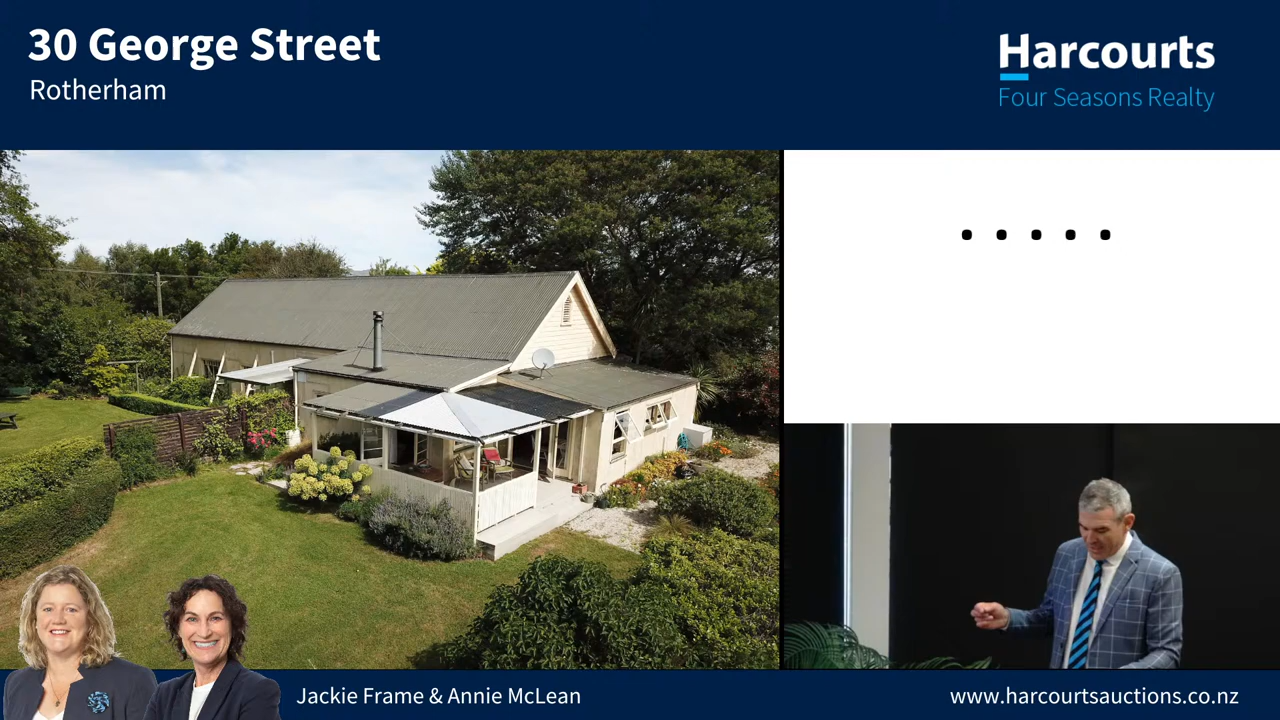 30 George Street
Rotherham
Harcourts
Four Seasons Realty
Jackie Frame & Annie McLean
www.harcourtsauctions.co.nz